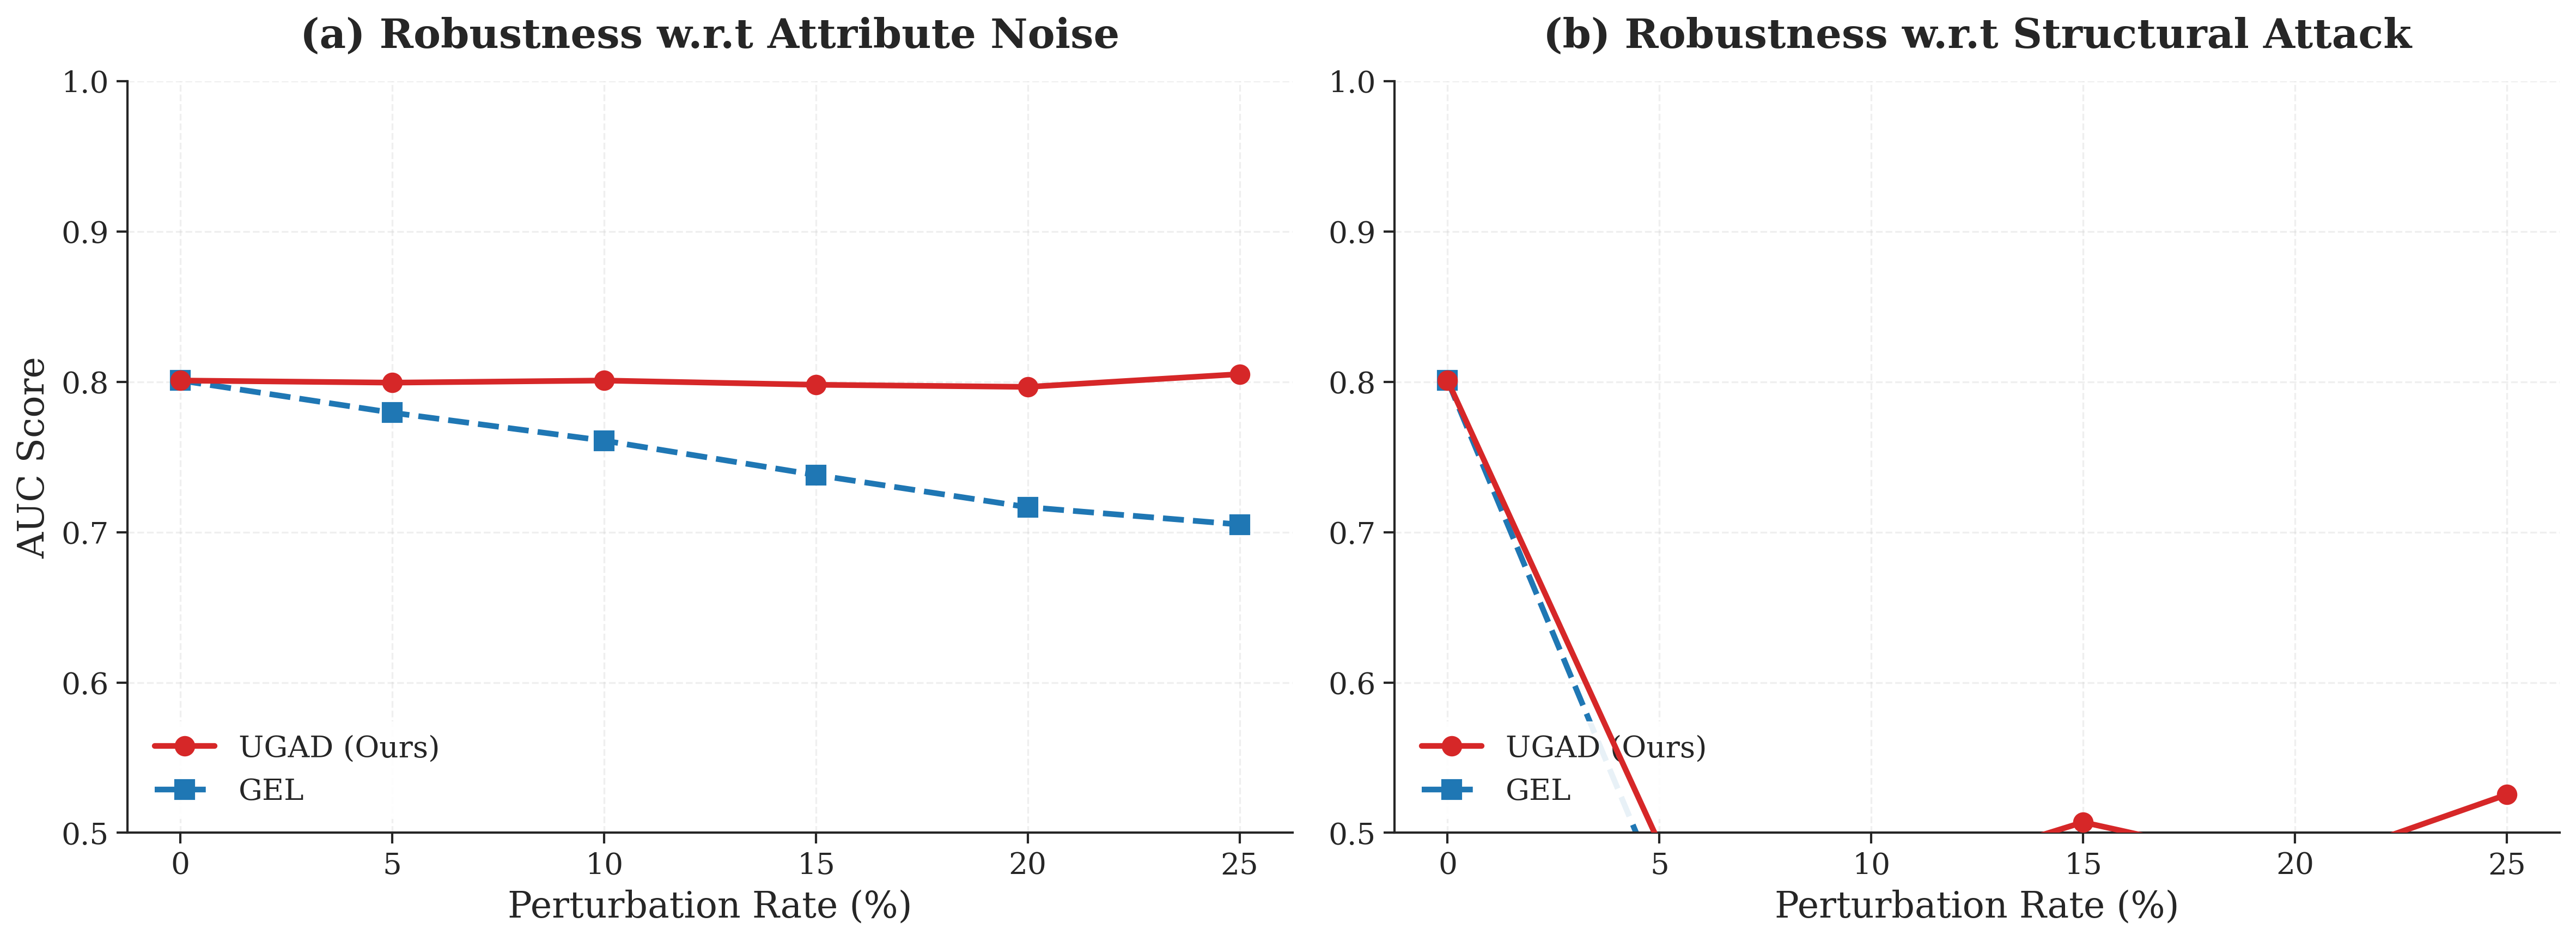 (a) Robustness w.r.t Attribute Noise
1.0
0.9
0.8
0.7
0.6
0.5
AUC Score
UGAD (Ours)
GEL
0 5 10 15 20 25
Perturbation Rate (%)
(b) Robustness w.r.t Structural Attack
1.0
0.9
0.8
0.7
0.6
0.5
UGAD (Ours)
GEL
0 5 10 15 20 25
Perturbation Rate (%)